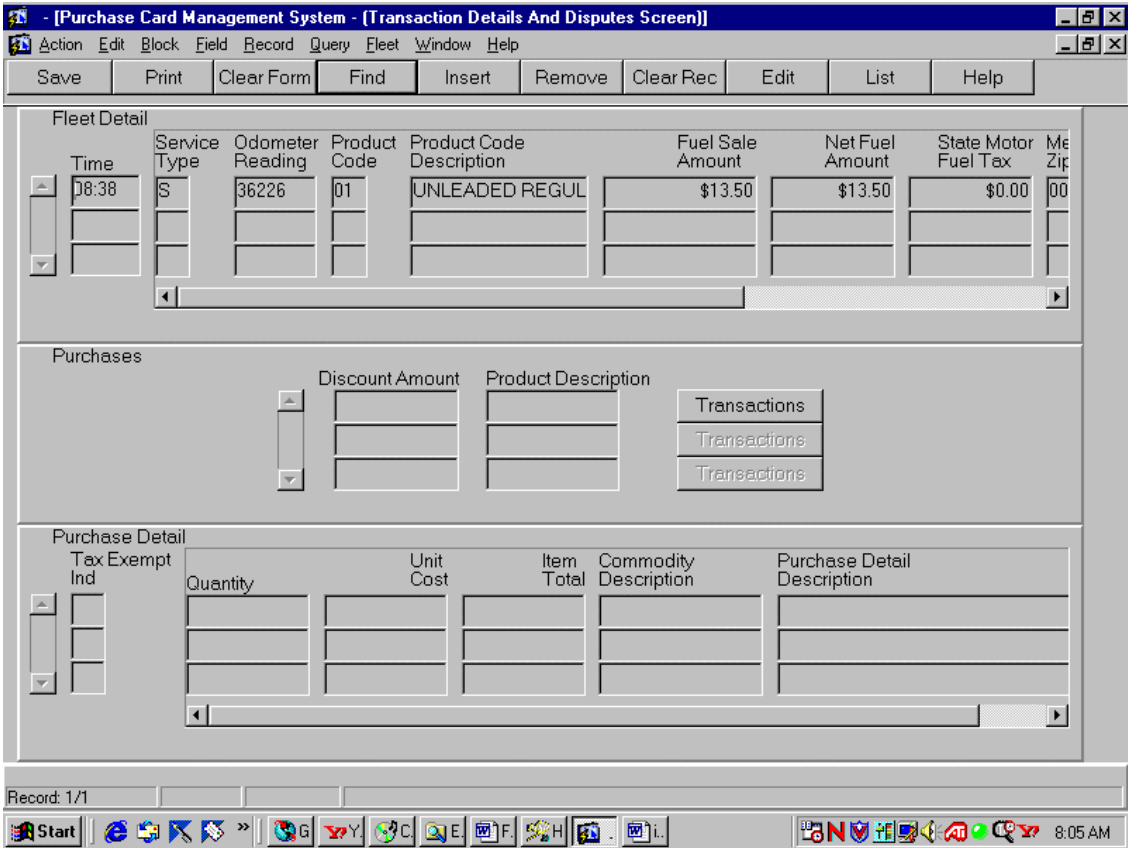 - [Purchase Card Management System - (Transaction Details And Disputes Screen)]
Action Edit Block Field Record Query Fleet Window Help
Save Print Clear Form Find Insert Remove Clear Rec Edit List Help
Fleet Detail
Time Service Type Odometer Reading Product Code Product Code Description Fuel Sale Amount Net Fuel Amount State Motor Fuel Tax Me Zip
08:38 S 36226 01 UNLEADED REGUL $13.50 $13.50 $0.00 00
Purchases
Discount Amount Product Description
Transactions
Transactions
Transactions
Purchase Detail
Tax Exempt Ind Quantity Unit Cost Item Total Commodity Description Purchase Detail Description
Record: 1/1
Start » G Y. C. E. F. H . i.. 8:05 AM